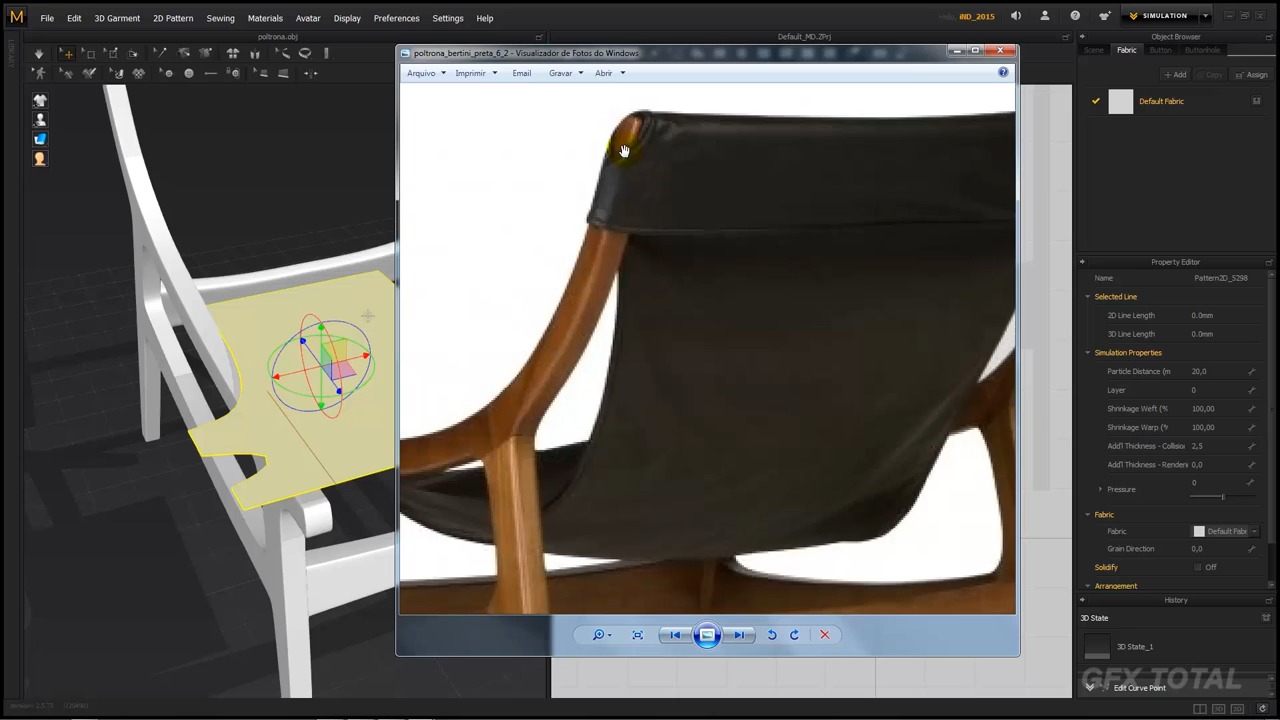 M File Edit 3D Garment 2D Pattern Sewing Materials Avatar Display Preferences Settings Help
iND_2015 SIMULATION
poltrona.obj
Default_MD.ZPrj
Object Browser
Scene Fabric Button Buttonhole
Add Copy Assign
Default Fabric
poltrona_bertini_preta_6_2 - Visualizador de Fotos do Windows
Arquivo Imprimir Email Gravar Abrir
Property Editor
Name Pattern2D_5298
Selected Line
2D Line Length 0.0mm
3D Line Length 0.0mm
Simulation Properties
Particle Distance (m 20,0
Layer 0
Shrinkage Weft (% 100,00
Shrinkage Warp (% 100,00
Add'l Thickness - Collisio 2,5
Add'l Thickness - Renderi 0,0
Pressure 0
Fabric
Fabric Default Fabi
Grain Direction 0,0
Solidify Off
Arrangement
History
3D State
3D State_1
Edit Curve Point
GFX TOTAL